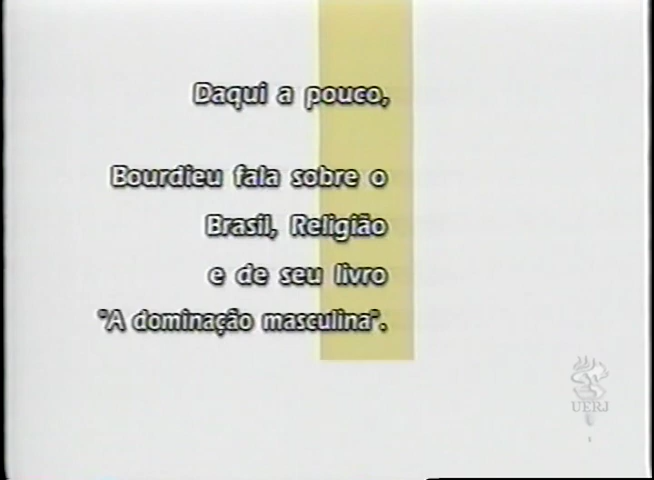 Daqui a pouco,
Bourdieu fala sobre o
Brasil, Religião
e de seu livro
"A dominação masculina".
UERJ